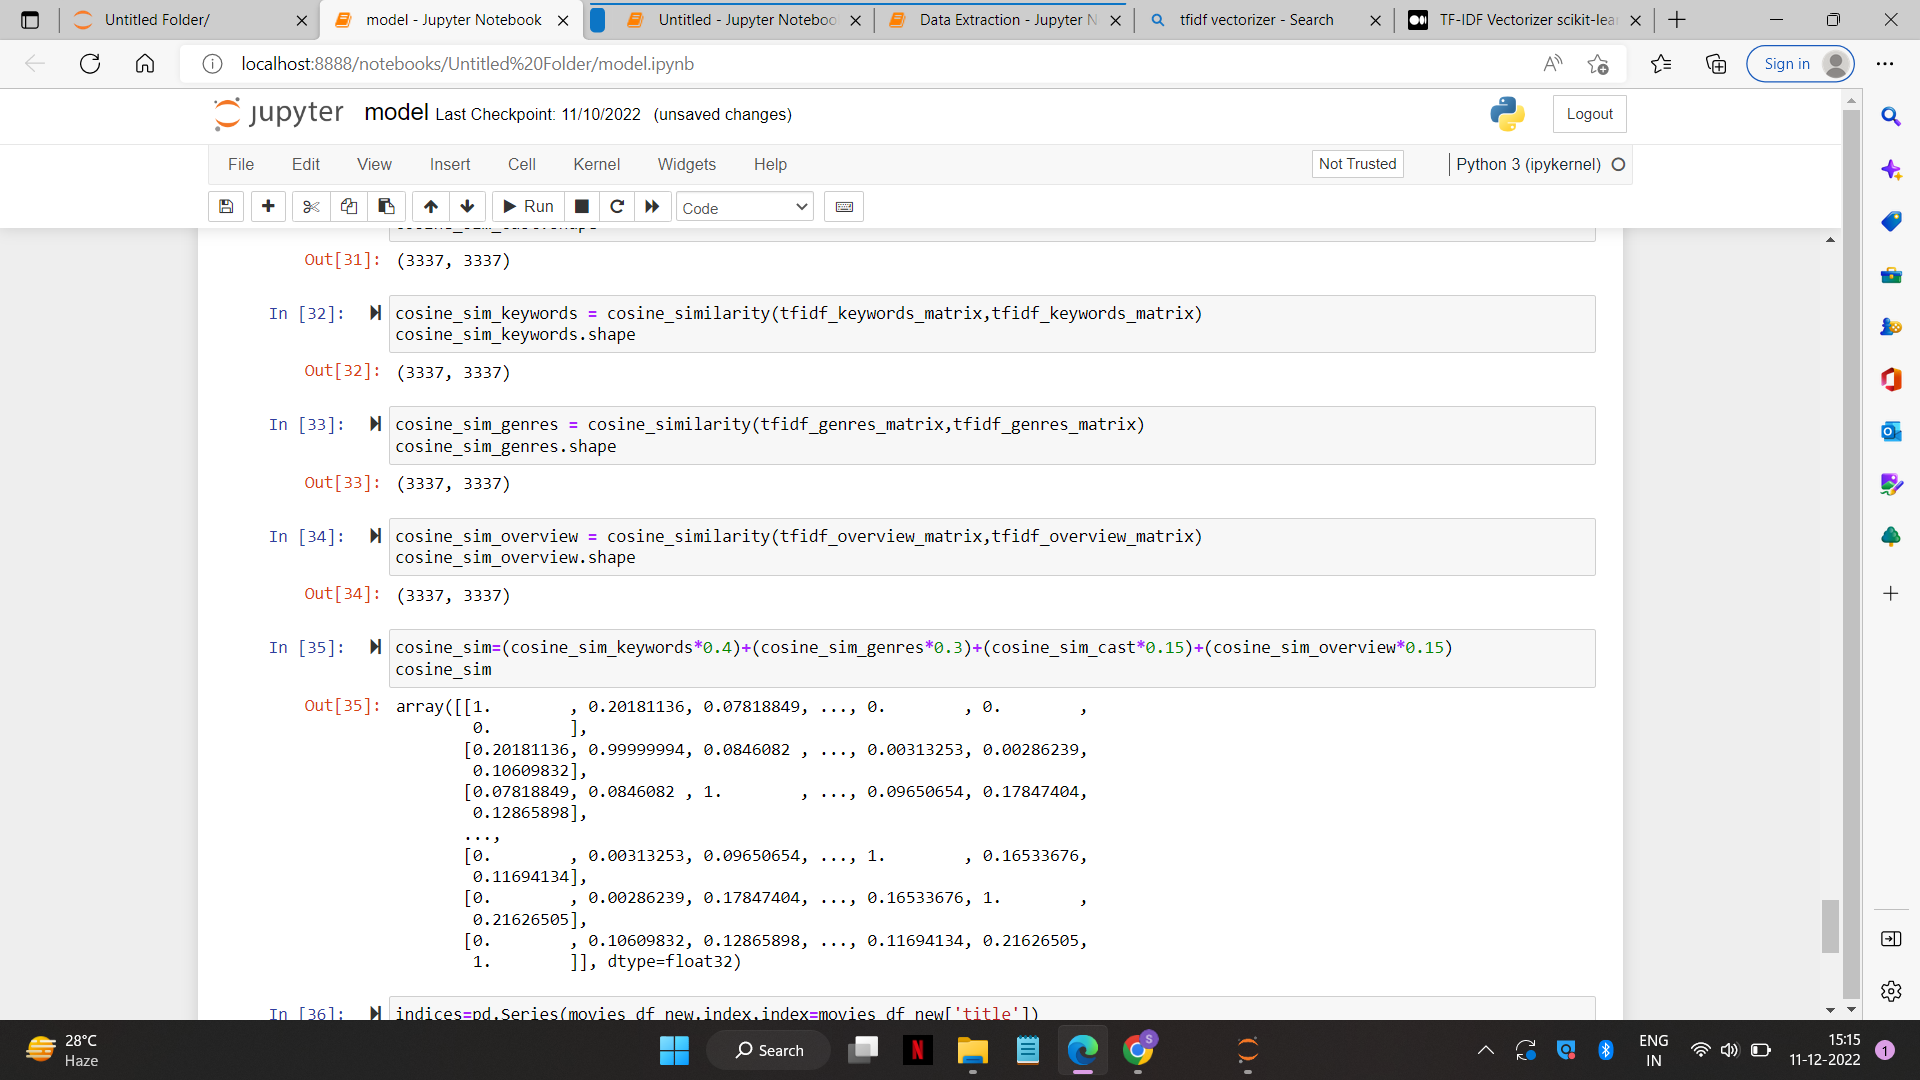 Untitled Folder/
model - Jupyter Notebook
Untitled - Jupyter Noteboo
Data Extraction - Jupyter N
tfidf vectorizer - Search
TF-IDF Vectorizer scikit-lea
localhost:8888/notebooks/Untitled%20Folder/model.ipynb
Sign in
jupyter model Last Checkpoint: 11/10/2022 (unsaved changes)
Logout
File Edit View Insert Cell Kernel Widgets Help
Not Trusted
Python 3 (ipykernel)
Run
Code
Out[31]: (3337, 3337)
In [32]: cosine_sim_keywords = cosine_similarity(tfidf_keywords_matrix,tfidf_keywords_matrix)
cosine_sim_keywords.shape
Out[32]: (3337, 3337)
In [33]: cosine_sim_genres = cosine_similarity(tfidf_genres_matrix,tfidf_genres_matrix)
cosine_sim_genres.shape
Out[33]: (3337, 3337)
In [34]: cosine_sim_overview = cosine_similarity(tfidf_overview_matrix,tfidf_overview_matrix)
cosine_sim_overview.shape
Out[34]: (3337, 3337)
In [35]: cosine_sim=(cosine_sim_keywords*0.4)+(cosine_sim_genres*0.3)+(cosine_sim_cast*0.15)+(cosine_sim_overview*0.15)
cosine_sim
Out[35]: array([[1.        , 0.20181136, 0.07818849, ..., 0.        , 0.        ,
0.        ],
[0.20181136, 0.99999994, 0.0846082 , ..., 0.00313253, 0.00286239,
0.10609832],
[0.07818849, 0.0846082 , 1.        , ..., 0.09650654, 0.17847404,
0.12865898],
...,
[0.        , 0.00313253, 0.09650654, ..., 1.        , 0.16533676,
0.11694134],
[0.        , 0.00286239, 0.17847404, ..., 0.16533676, 1.        ,
0.21626505],
[0.        , 0.10609832, 0.12865898, ..., 0.11694134, 0.21626505,
1.        ]], dtype=float32)
In [36]: indices=pd.Series(movies_df_new.index,index=movies_df_new['title'])
28°C
Haze
Search
N
S
ENG
IN
15:15
11-12-2022
1